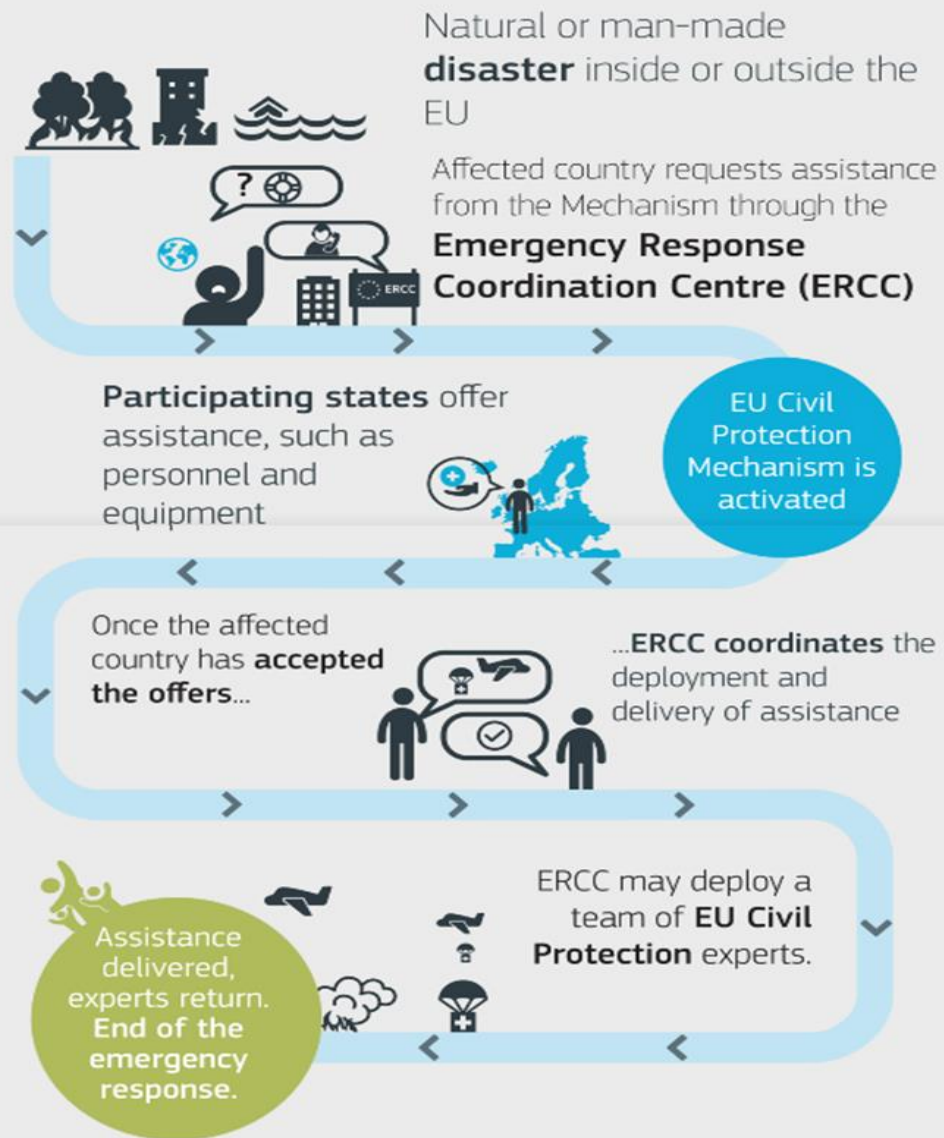 Natural or man-made
disaster inside or outside the
EU
Affected country requests assistance
from the Mechanism through the
Emergency Response
Coordination Centre (ERCC)
?
ERCC
Participating states offer
assistance, such as
personnel and
equipment
EU Civil
Protection
Mechanism is
activated
Once the affected
country has accepted
the offers...
...ERCC coordinates the
deployment and
delivery of assistance
ERCC may deploy a
team of EU Civil
Protection experts.
Assistance
delivered,
experts return.
End of the
emergency
response.